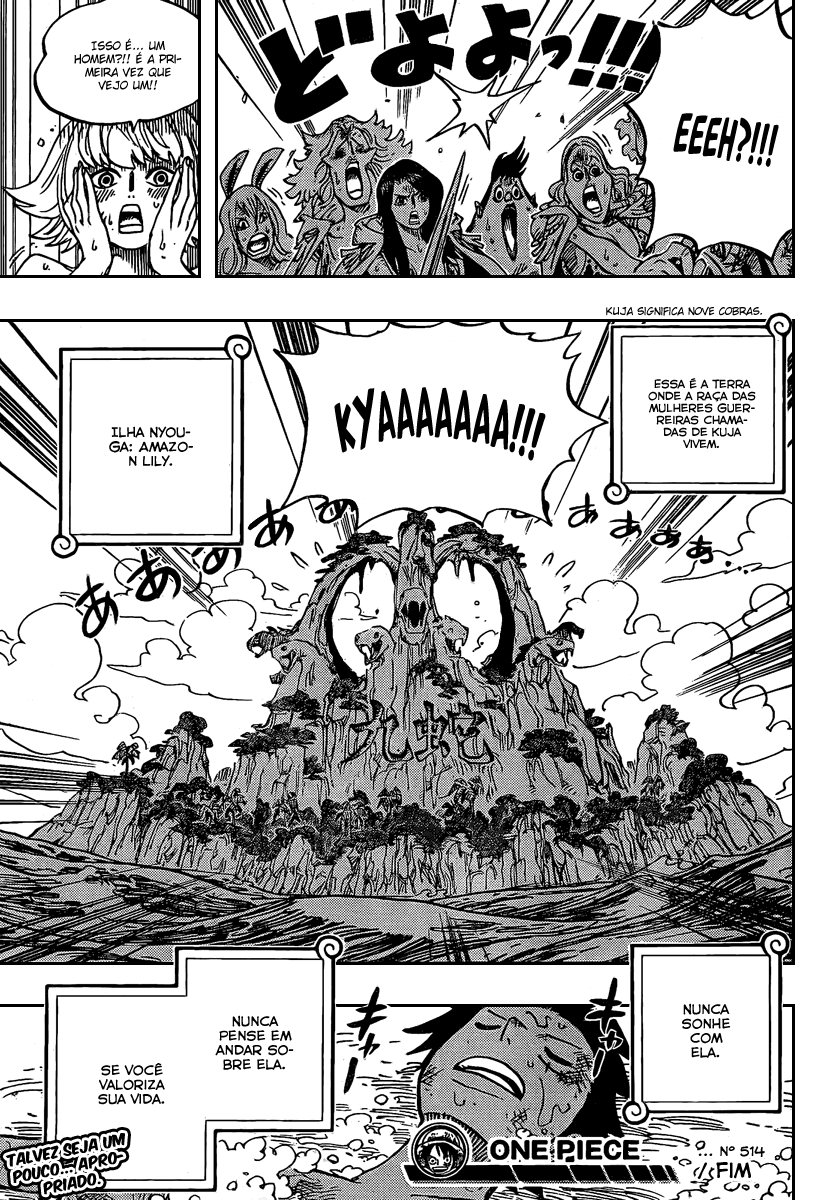 どよよっ!!!
EEEH?!!!
ISSO É... UM
HOMEM?!! É A PRI-
MEIRA VEZ QUE
VEJO UM!!
KUJA SIGNIFICA NOVE COBRAS.
ESSA É A TERRA
ONDE A RAÇA DAS
MULHERES GUER-
REIRAS CHAMA-
DAS DE KUJA
VIVEM.
KYAAAAAAA!!!
ILHA NYOU-
GA: AMAZO-
N LILY.
ああああ
ああああ
九蛇
NUNCA
SONHE
COM
ELA.
NUNCA
PENSE EM
ANDAR SO-
BRE ELA.
SE VOCÊ
VALORIZA
SUA VIDA.
キャー
キャー
TALVEZ SEJA UM
POUCO... APRO-
PRIADO.
ONE PIECE
... Nº 514
/ FIM